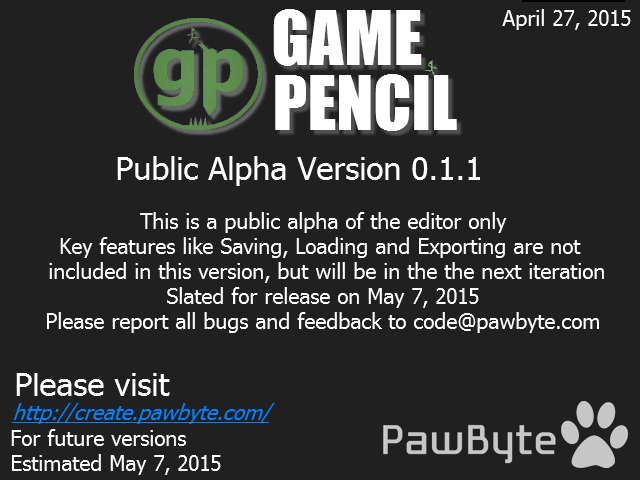 April 27, 2015
gp
GAME
PENCIL
Public Alpha Version 0.1.1
This is a public alpha of the editor only
Key features like Saving, Loading and Exporting are not
included in this version, but will be in the the next iteration
Slated for release on May 7, 2015
Please report all bugs and feedback to code@pawbyte.com
Please visit
http://create.pawbyte.com/
For future versions
Estimated May 7, 2015
PawByte